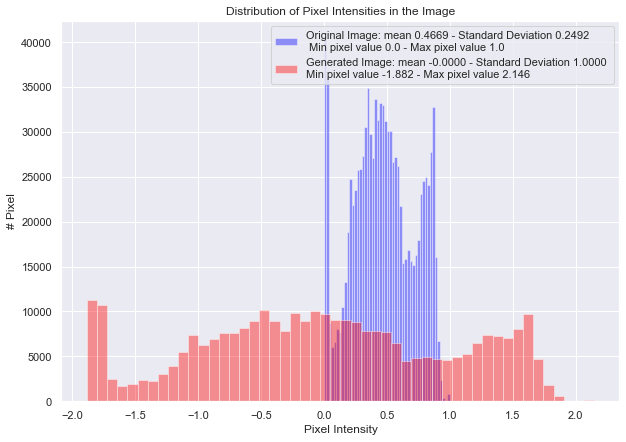 Distribution of Pixel Intensities in the Image
Original Image: mean 0.4669 - Standard Deviation 0.2492
Min pixel value 0.0 - Max pixel value 1.0
Generated Image: mean -0.0000 - Standard Deviation 1.0000
Min pixel value -1.882 - Max pixel value 2.146
40000
35000
30000
25000
20000
15000
10000
5000
0
# Pixel
-2.0 -1.5 -1.0 -0.5 0.0 0.5 1.0 1.5 2.0
Pixel Intensity